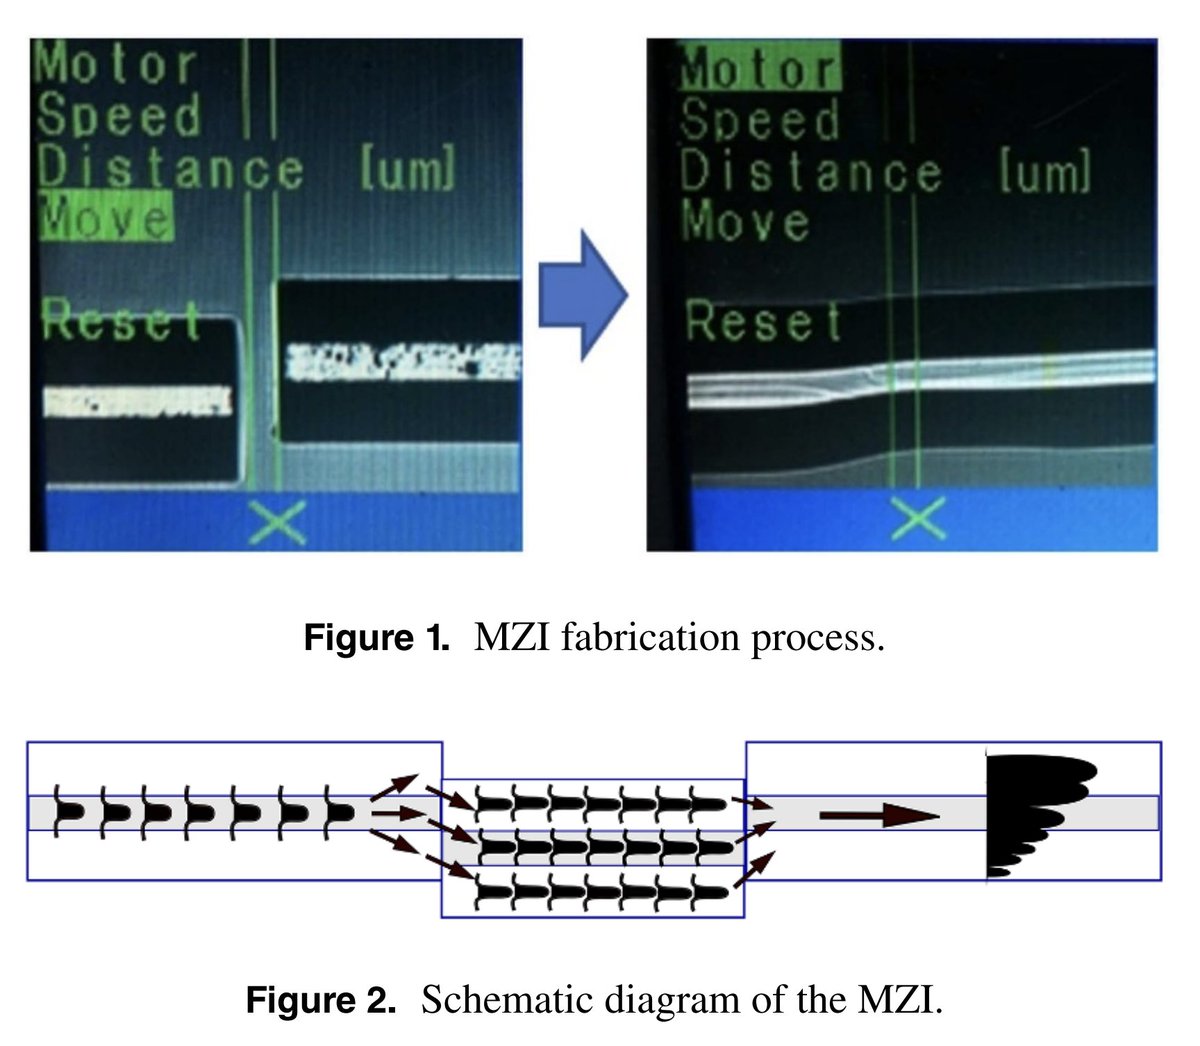 Motor
Speed
Distance [um]
Move
Reset
Motor
Speed
Distance [um]
Move
Reset
Figure 1. MZI fabrication process.
Figure 2. Schematic diagram of the MZI.